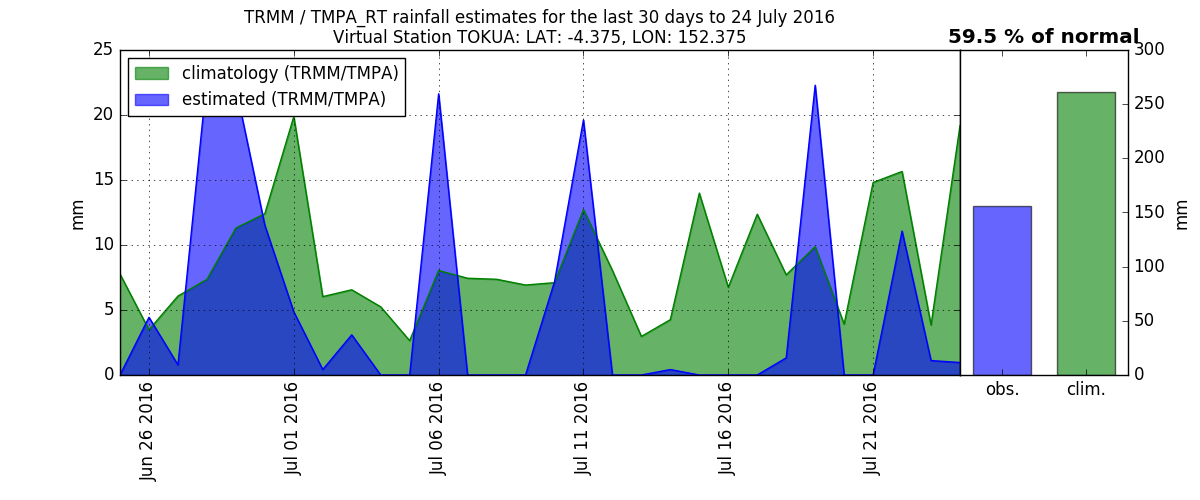 TRMM / TMPA_RT rainfall estimates for the last 30 days to 24 July 2016
Virtual Station TOKUA: LAT: -4.375, LON: 152.375
59.5 % of normal
climatology (TRMM/TMPA)
estimated (TRMM/TMPA)
25
20
15
10
5
0
mm
Jun 26 2016
Jul 01 2016
Jul 06 2016
Jul 11 2016
Jul 16 2016
Jul 21 2016
300
250
200
150
100
50
0
mm
obs.
clim.